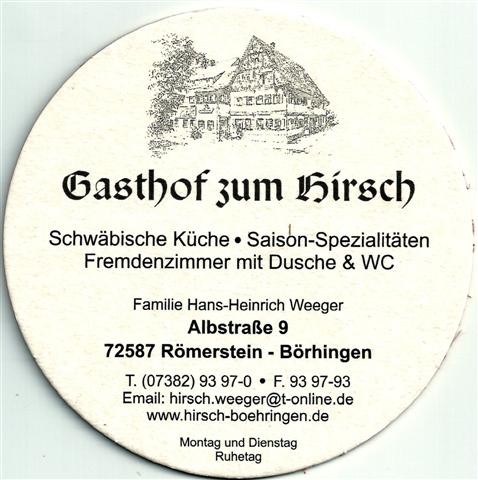 Gasthof zum Hirsch
Schwäbische Küche • Saison-Spezialitäten
Fremdenzimmer mit Dusche & WC
Familie Hans-Heinrich Weeger
Albstraße 9
72587 Römerstein - Börhingen
T. (07382) 93 97-0 • F. 93 97-93
Email: hirsch.weeger@t-online.de
www.hirsch-boehringen.de
Montag und Dienstag
Ruhetag